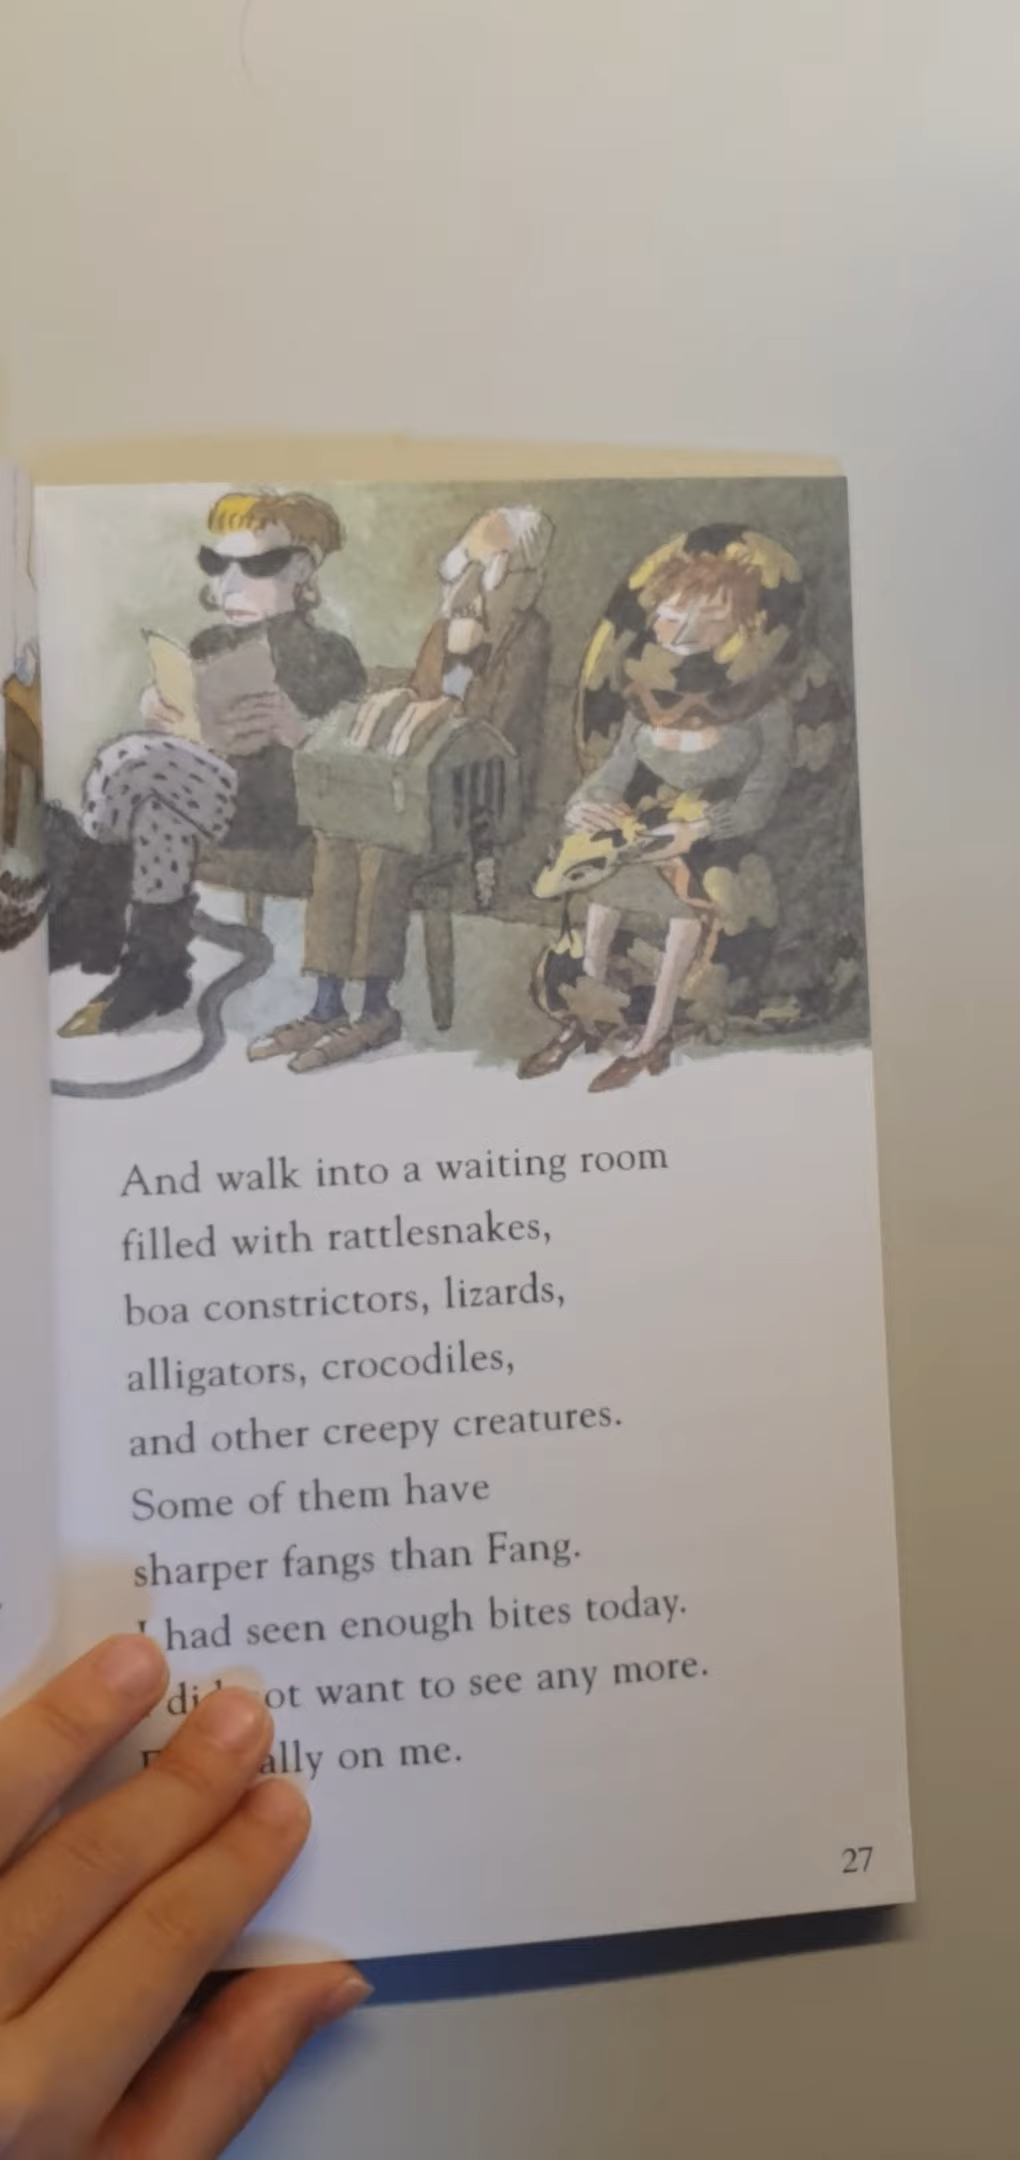 And walk into a waiting room
filled with rattlesnakes,
boa constrictors, lizards,
alligators, crocodiles,
and other creepy creatures.
Some of them have
sharper fangs than Fang.
I had seen enough bites today.
want to see any more.
on me.
27